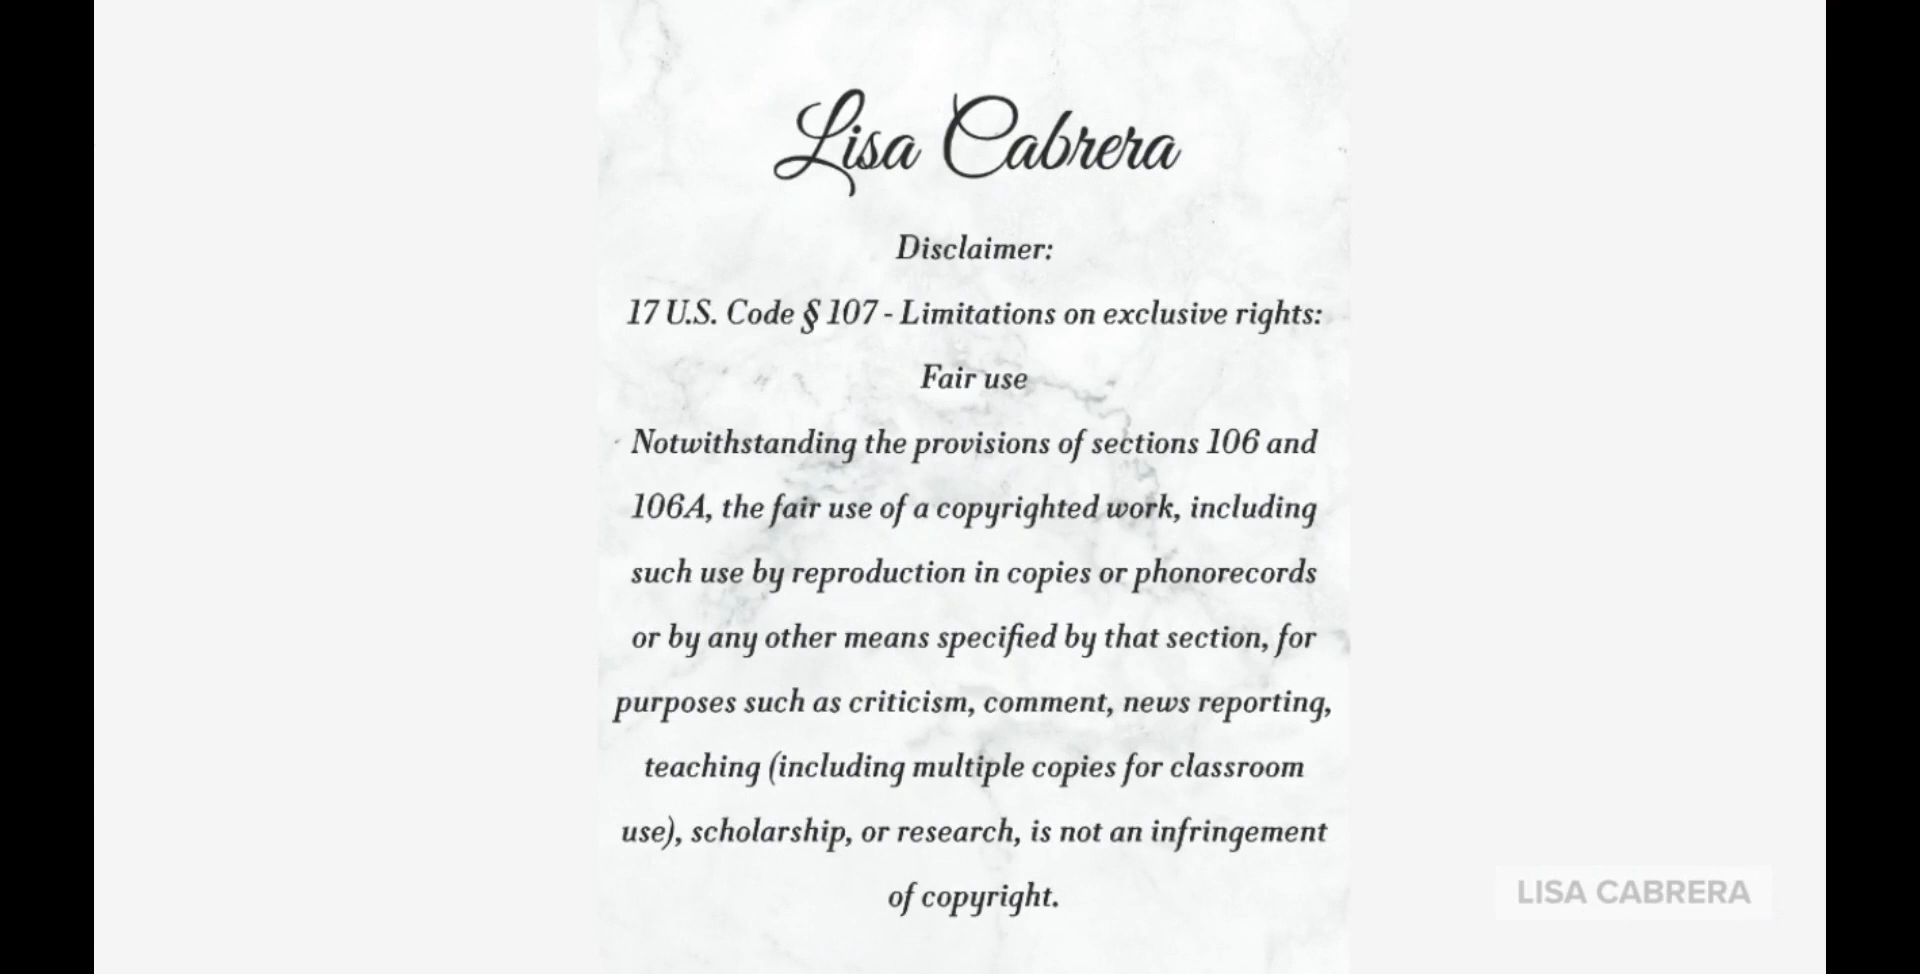 Lisa Cabrera
Disclaimer:
17 U.S. Code § 107 - Limitations on exclusive rights:
Fair use
Notwithstanding the provisions of sections 106 and
106A, the fair use of a copyrighted work, including
such use by reproduction in copies or phonorecords
or by any other means specified by that section, for
purposes such as criticism, comment, news reporting,
teaching (including multiple copies for classroom
use), scholarship, or research, is not an infringement
of copyright.
LISA CABRERA